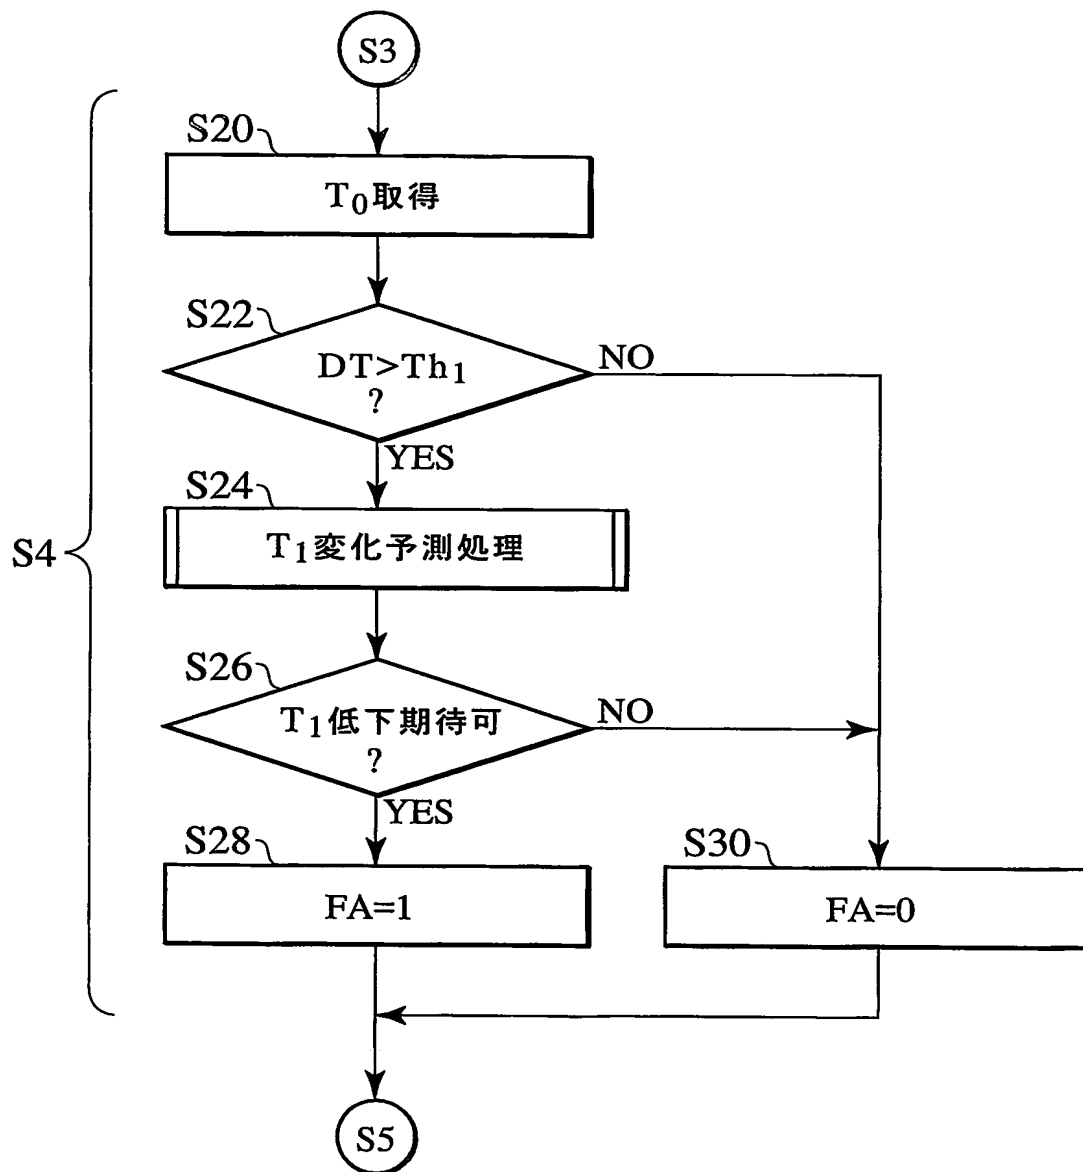 S3
S20
T0取得
S22
DT>Th1
?
NO
YES
S24
T1変化予測処理
S4
S26
T1低下期待可
?
NO
YES
S28
FA=1
S30
FA=0
S5